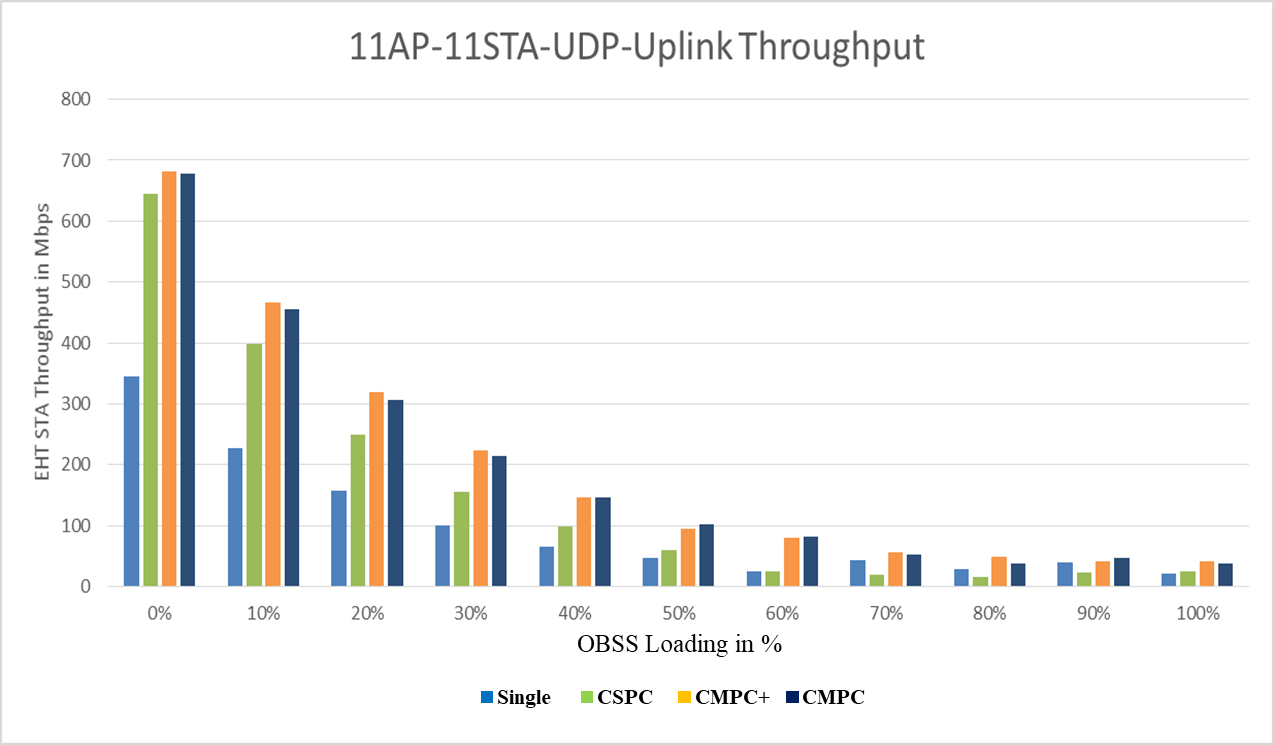 11AP-11STA-UDP-Uplink Throughput
EHT STA Throughput in Mbps
800
700
600
500
400
300
200
100
0
0% 10% 20% 30% 40% 50% 60% 70% 80% 90% 100%
OBSS Loading in %
Single CSPC CMPC+ CMPC